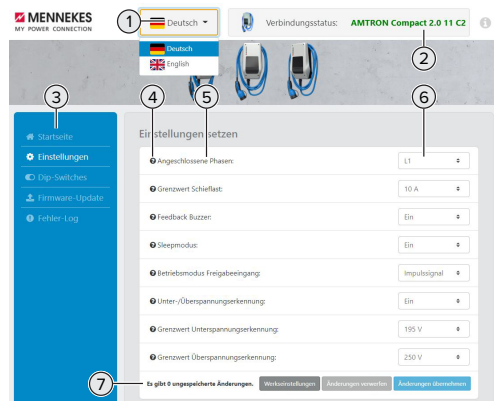 MENNEKES
MY POWER CONNECTION
1
Deutsch
Verbindungsstatus: AMTRON Compact 2.0 11 C2
Deutsch
English
2
3
4
5
6
Startseite
Einstellungen
Dip-Switches
Firmware-Update
Fehler-Log
Einstellungen setzen
Angeschlossene Phasen: L1
Grenzwert Schieflast: 10 A
Feedback Buzzer: Ein
Sleepmodus: Ein
Betriebsmodus Freigabeeingang: Impulssignal
Unter-/Überspannungserkennung: Ein
Grenzwert Unterspannungserkennung: 195 V
Grenzwert Überspannungserkennung: 250 V
7
Es gibt 0 ungespeicherte Änderungen. Werkseinstellungen Änderungen verwerfen Änderungen übernehmen